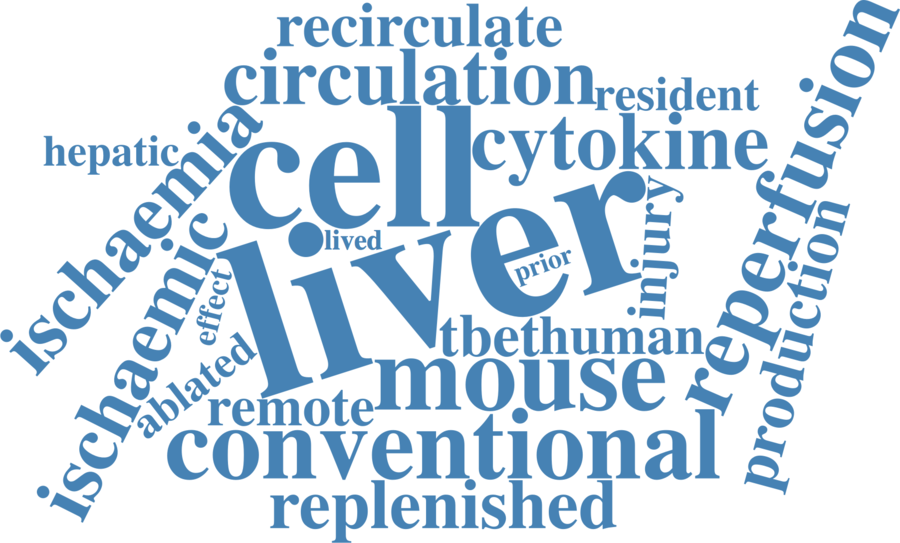 recirculate
circulation
resident
hepatic
cell
cytokine
ischaemia
reperfusion
lived
liver
prior
injury
ischaemic
effect
production
tbet
human
ablated
mouse
remote
conventional
replenished